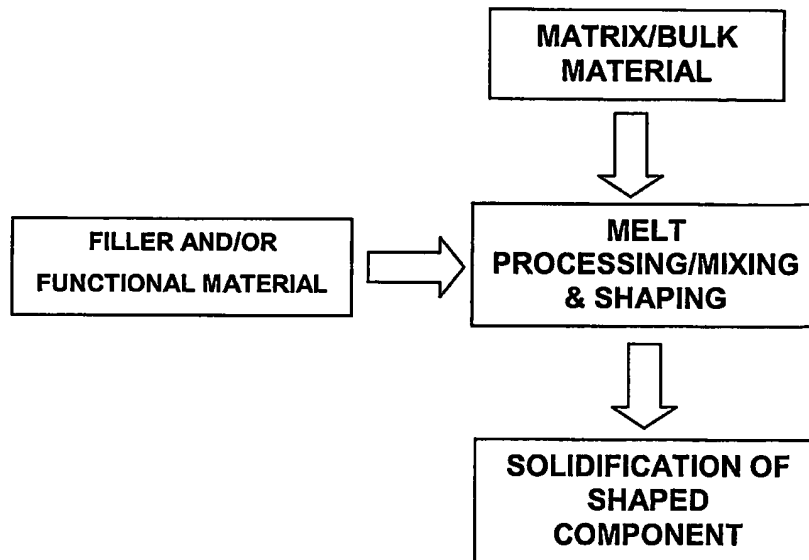 MATRIX/BULK
MATERIAL
FILLER AND/OR
FUNCTIONAL MATERIAL
MELT
PROCESSING/MIXING
& SHAPING
SOLIDIFICATION OF
SHAPED
COMPONENT